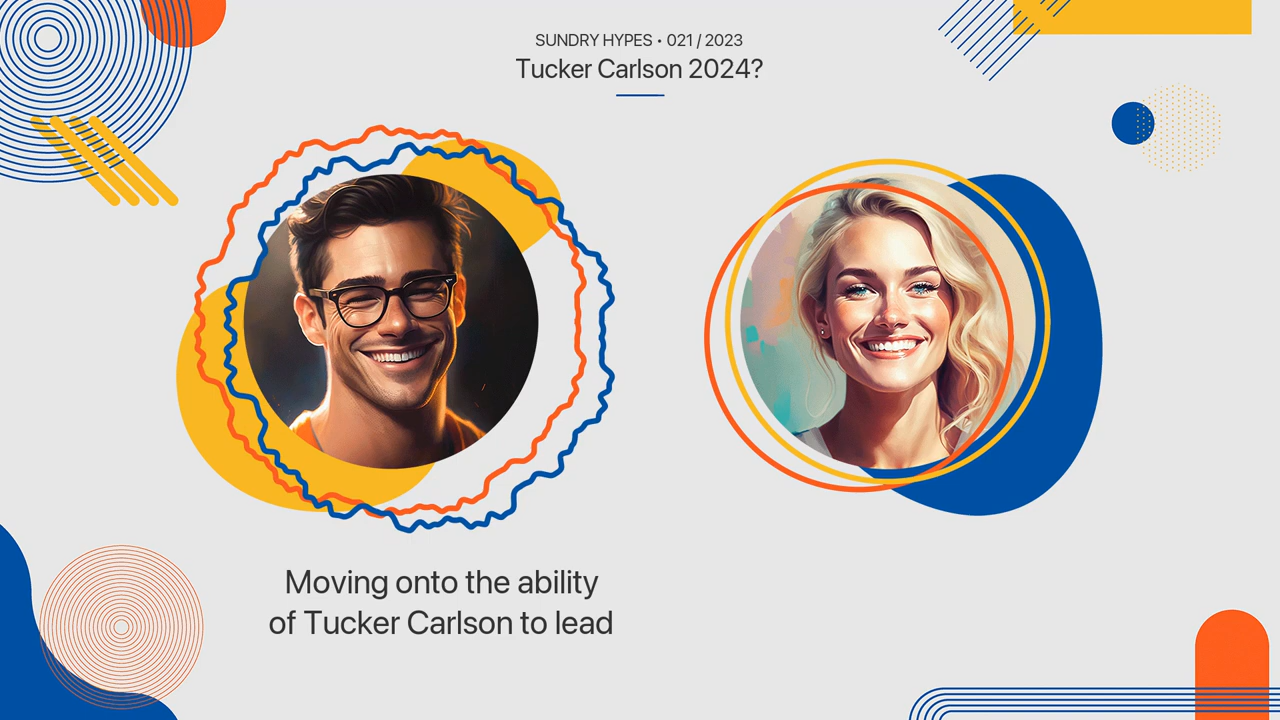 SUNDRY HYPES • 021 / 2023
Tucker Carlson 2024?
Moving onto the ability
of Tucker Carlson to lead